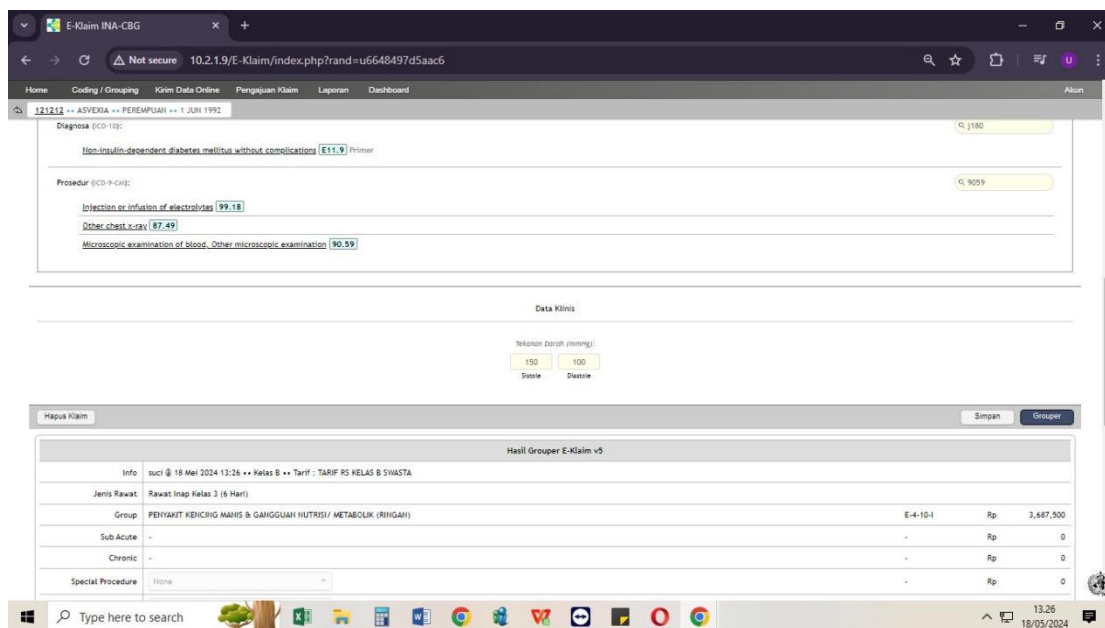 E-Klaim INA-CBG
Not secure 10.2.1.9/E-Klaim/index.php?rand=u6648497d5aac6
U
Home Coding / Grouping Kirim Data Online Pengajuan Klaim Laporan Dashboard Akun
121212 •• ASVEXIA •• PEREMPUAN •• 1 JUN 1992
Diagnosa (ICD-10): j180
Non-insulin-dependent diabetes mellitus without complications E11.9 Primer
Prosedur (ICD-9-CM): 9059
Injection or infusion of electrolytes 99.18
Other chest x-ray 87.49
Microscopic examination of blood, Other microscopic examination 90.59
Data Klinis
Tekanan Darah (mmHg):
150 100
Sistole Diastole
Hapus Klaim Simpan Grouper
Hasil Grouper E-Klaim v5
Info suci @ 18 Mei 2024 13:26 •• Kelas B •• Tarif : TARIF RS KELAS B SWASTA
Jenis Rawat Rawat Inap Kelas 3 (6 Hari)
Group PENYAKIT KENCING MANIS & GANGGUAN NUTRISI/ METABOLIK (RINGAN) E-4-10-I Rp 3,687,500
Sub Acute - - Rp 0
Chronic - - Rp 0
Special Procedure None - Rp 0
Type here to search
13.26
18/05/2024